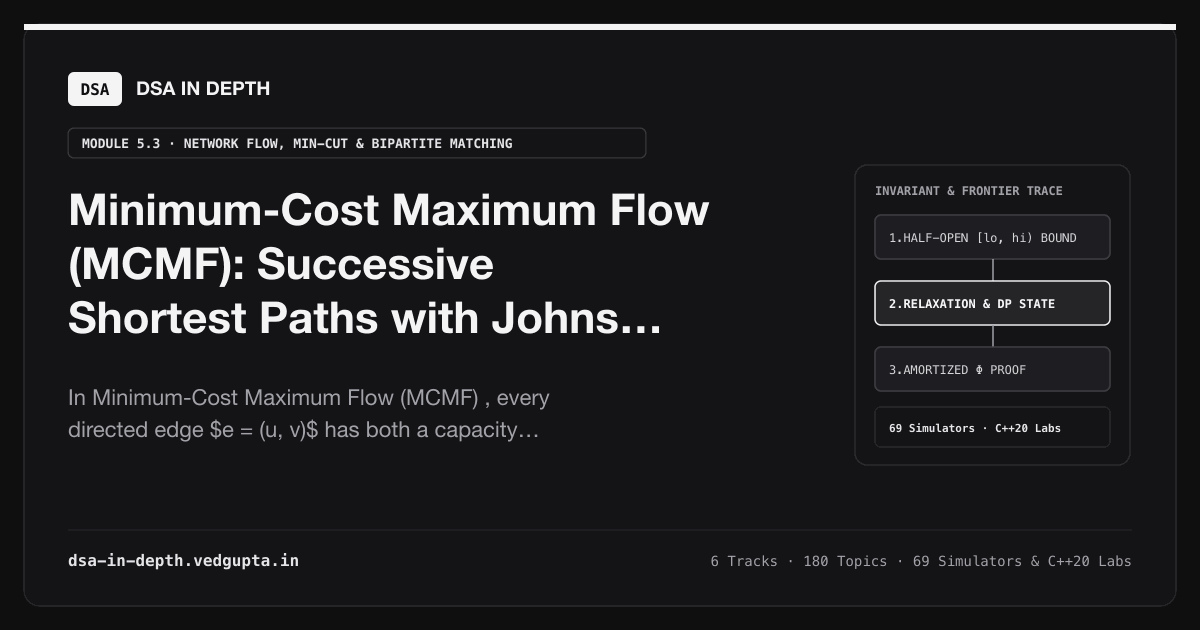 DSA
DSA IN DEPTH
MODULE 5.3 · NETWORK FLOW, MIN-CUT & BIPARTITE MATCHING
Minimum-Cost Maximum Flow
(MCMF): Successive
Shortest Paths with Johns...
In Minimum-Cost Maximum Flow (MCMF) , every
directed edge $e = (u, v)$ has both a capacity...
INVARIANT & FRONTIER TRACE
1.HALF-OPEN [lo, hi) BOUND
2.RELAXATION & DP STATE
3.AMORTIZED Φ PROOF
69 Simulators · C++20 Labs
dsa-in-depth.vedgupta.in
6 Tracks · 180 Topics · 69 Simulators & C++20 Labs